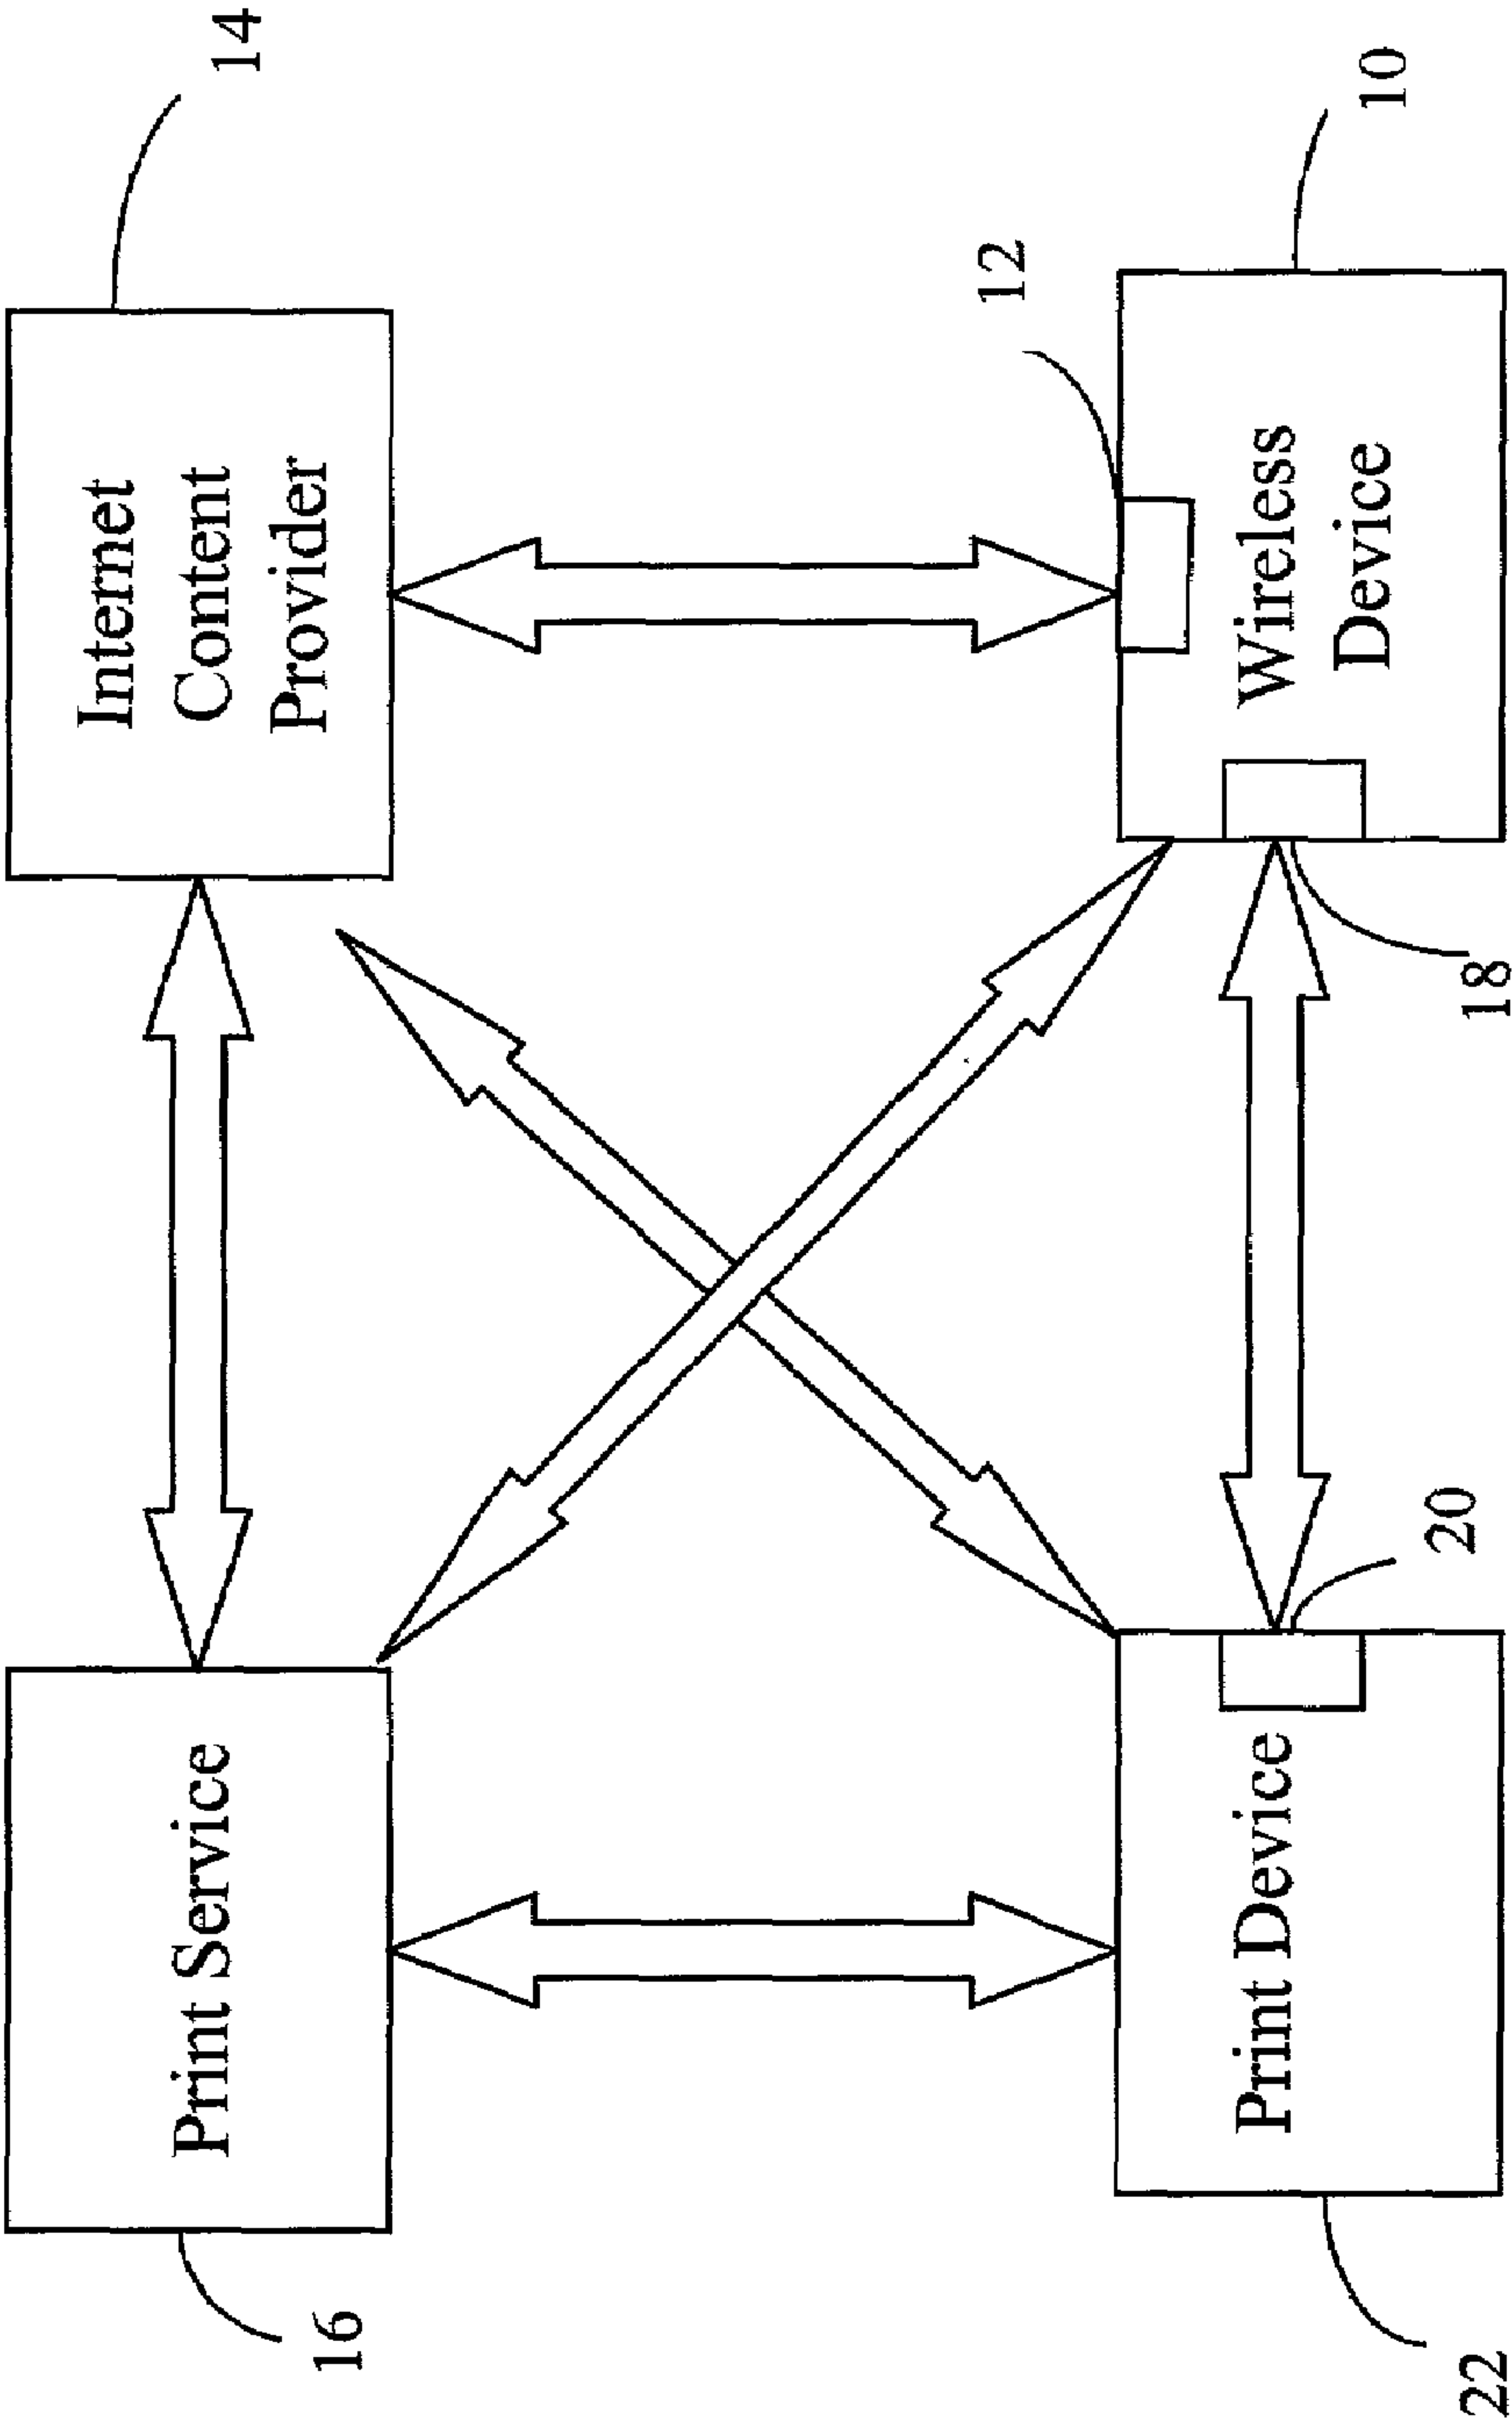 16
Print Service
Internet
Content
Provider
14
12
22
Print Device
20
18
Wireless
Device
10